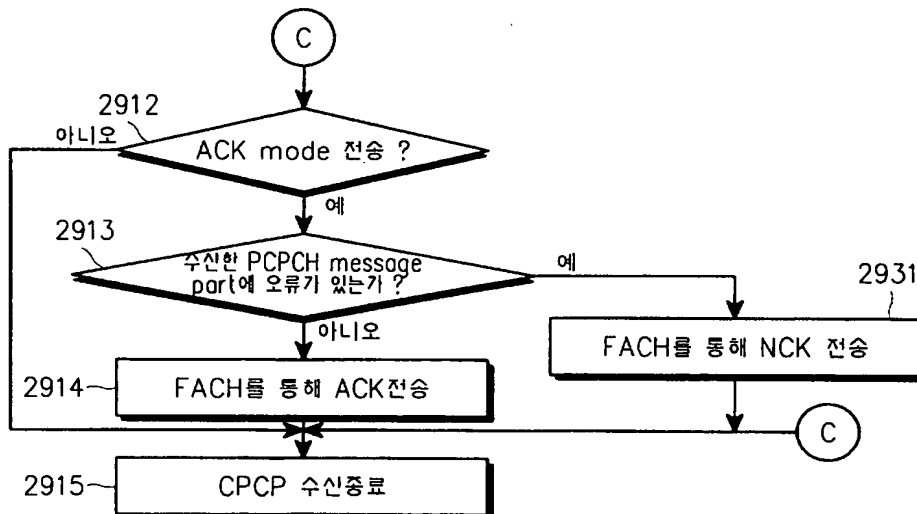 C
2912
아니오
ACK mode 전송 ?
예
2913
수신한 PCPCH message
part에 오류가 있는가 ?
예
2931
아니오
FACH를 통해 NCK 전송
2914
FACH를 통해 ACK전송
C
2915
CPCP 수신종료